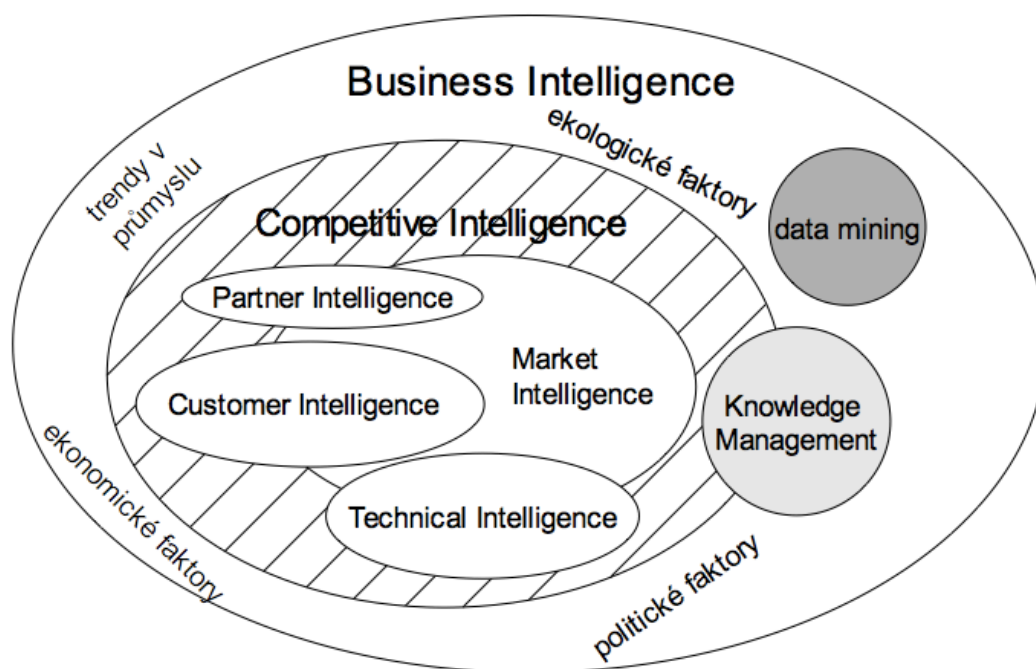 Business Intelligence
ekologické faktory
trendy v
průmyslu
data mining
Competitive Intelligence
Partner Intelligence
Market
Intelligence
Customer Intelligence
Knowledge
Management
Technical Intelligence
ekonomické faktory
politické faktory